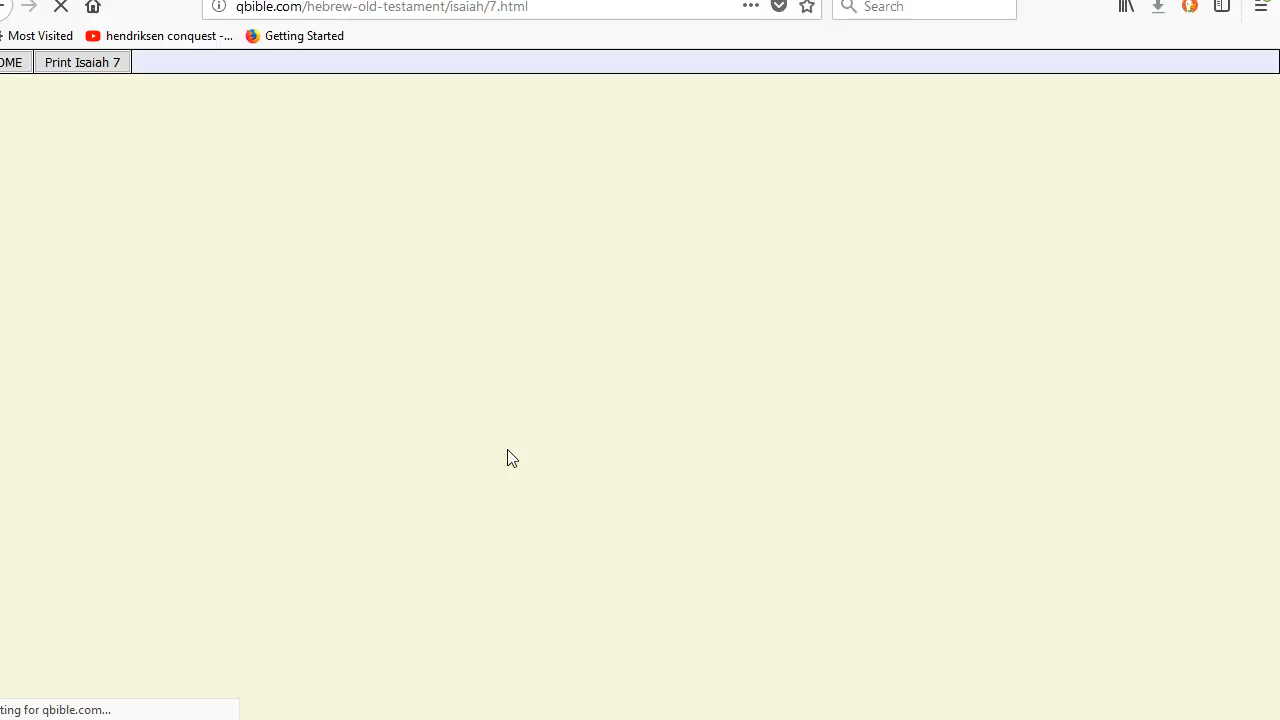 qbible.com/hebrew-old-testament/isaiah/7.html
Search
Most Visited
hendriksen conquest -...
Getting Started
OME
Print Isaiah 7
ting for qbible.com...